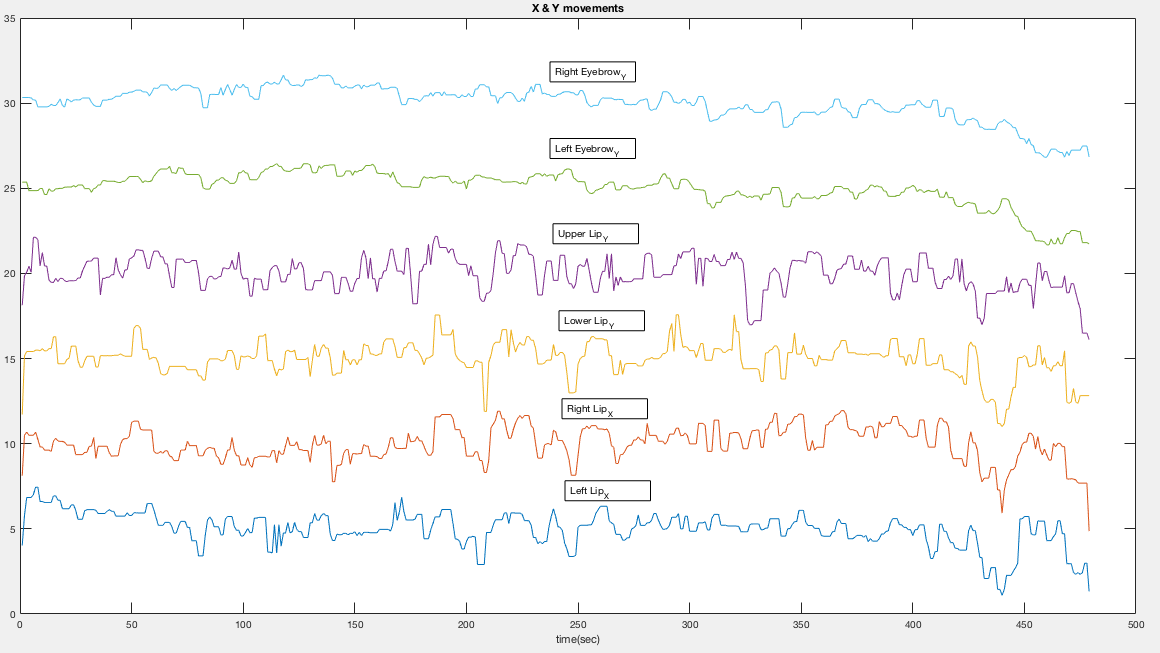 X & Y movements
35
30
25
20
15
10
5
0
Right Eyebrow_Y
Left Eyebrow_Y
Upper Lip_Y
Lower Lip_Y
Right Lip_X
Left Lip_X
0 50 100 150 200 250 300 350 400 450 500
time(sec)